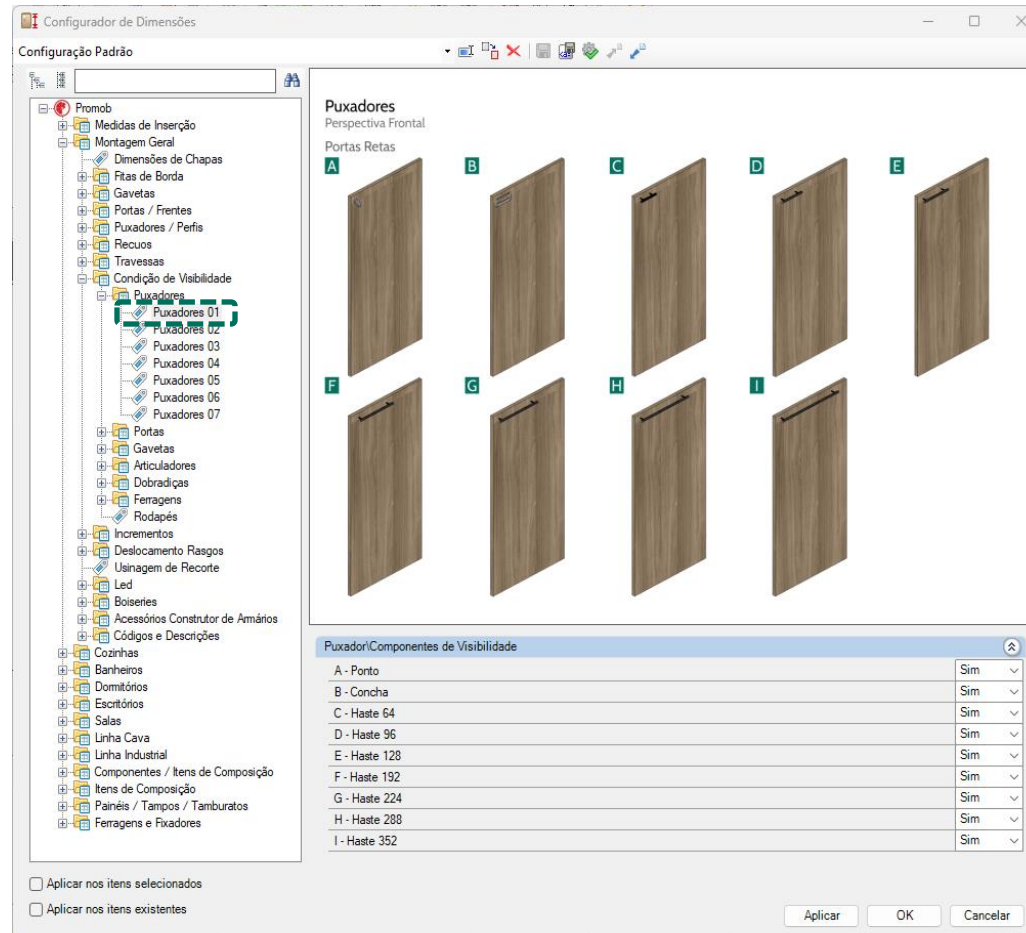 Configurador de Dimensões
Configuração Padrão
Promob
Medidas de Inserção
Montagem Geral
Dimensões de Chapas
Fitas de Borda
Gavetas
Portas / Frentes
Puxadores / Perfis
Recuos
Travessas
Condição de Visibilidade
Puxadores
Puxadores 01
Puxadores 02
Puxadores 03
Puxadores 04
Puxadores 05
Puxadores 06
Puxadores 07
Portas
Gavetas
Articuladores
Dobradiças
Ferragens
Rodapés
Incrementos
Deslocamento Rasgos
Usinagem de Recorte
Led
Boiseries
Acessórios Construtor de Armários
Códigos e Descrições
Cozinhas
Banheiros
Dormitórios
Escritórios
Salas
Linha Cava
Linha Industrial
Componentes / Itens de Composição
Itens de Composição
Painéis / Tampos / Tamburatos
Ferragens e Fixadores
Puxadores
Perspectiva Frontal
Portas Retas
A B C D E
F G H I
Puxador\Componentes de Visibilidade
A - Ponto Sim
B - Concha Sim
C - Haste 64 Sim
D - Haste 96 Sim
E - Haste 128 Sim
F - Haste 192 Sim
G - Haste 224 Sim
H - Haste 288 Sim
I - Haste 352 Sim
Aplicar nos itens selecionados
Aplicar nos itens existentes
Aplicar OK Cancelar